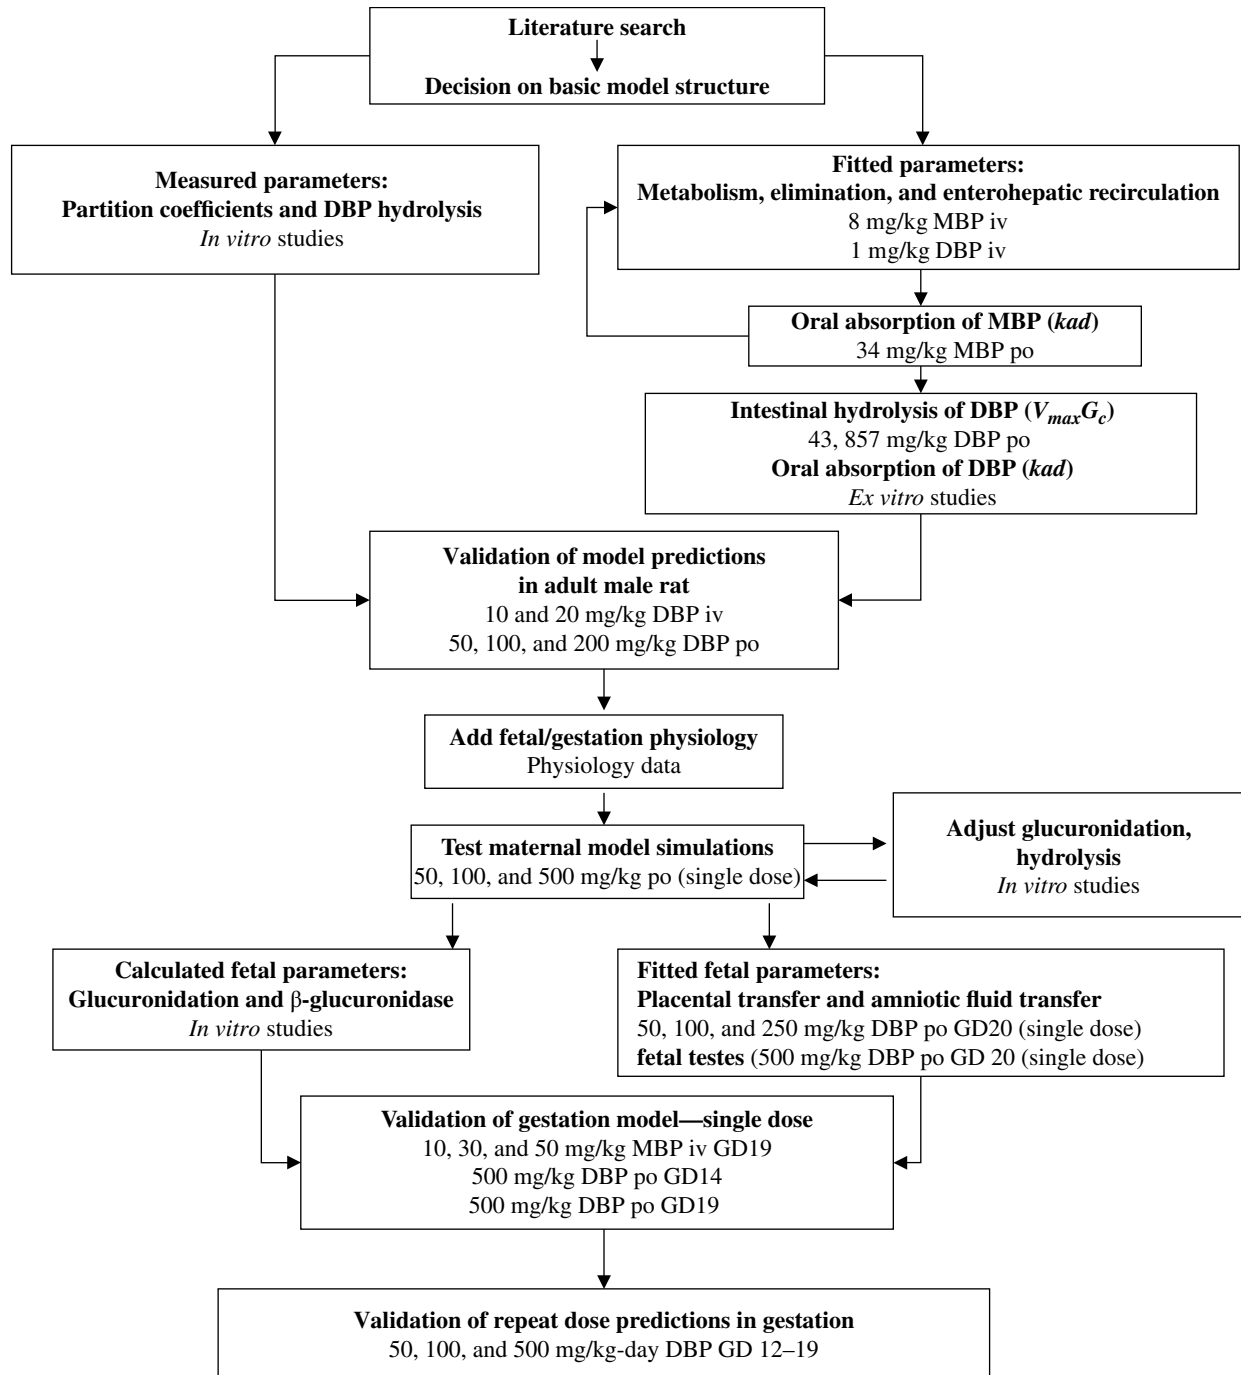 Literature search
Decision on basic model structure
Measured parameters:
Partition coefficients and DBP hydrolysis
In vitro studies
Fitted parameters:
Metabolism, elimination, and enterohepatic recirculation
8 mg/kg MBP iv
1 mg/kg DBP iv
Oral absorption of MBP (kad)
34 mg/kg MBP po
Intestinal hydrolysis of DBP (VmaxGc)
43, 857 mg/kg DBP po
Oral absorption of DBP (kad)
Ex vitro studies
Validation of model predictions
in adult male rat
10 and 20 mg/kg DBP iv
50, 100, and 200 mg/kg DBP po
Add fetal/gestation physiology
Physiology data
Test maternal model simulations
50, 100, and 500 mg/kg po (single dose)
Adjust glucuronidation,
hydrolysis
In vitro studies
Calculated fetal parameters:
Glucuronidation and β-glucuronidase
In vitro studies
Fitted fetal parameters:
Placental transfer and amniotic fluid transfer
50, 100, and 250 mg/kg DBP po GD20 (single dose)
fetal testes (500 mg/kg DBP po GD 20 (single dose)
Validation of gestation model—single dose
10, 30, and 50 mg/kg MBP iv GD19
500 mg/kg DBP po GD14
500 mg/kg DBP po GD19
Validation of repeat dose predictions in gestation
50, 100, and 500 mg/kg-day DBP GD 12–19